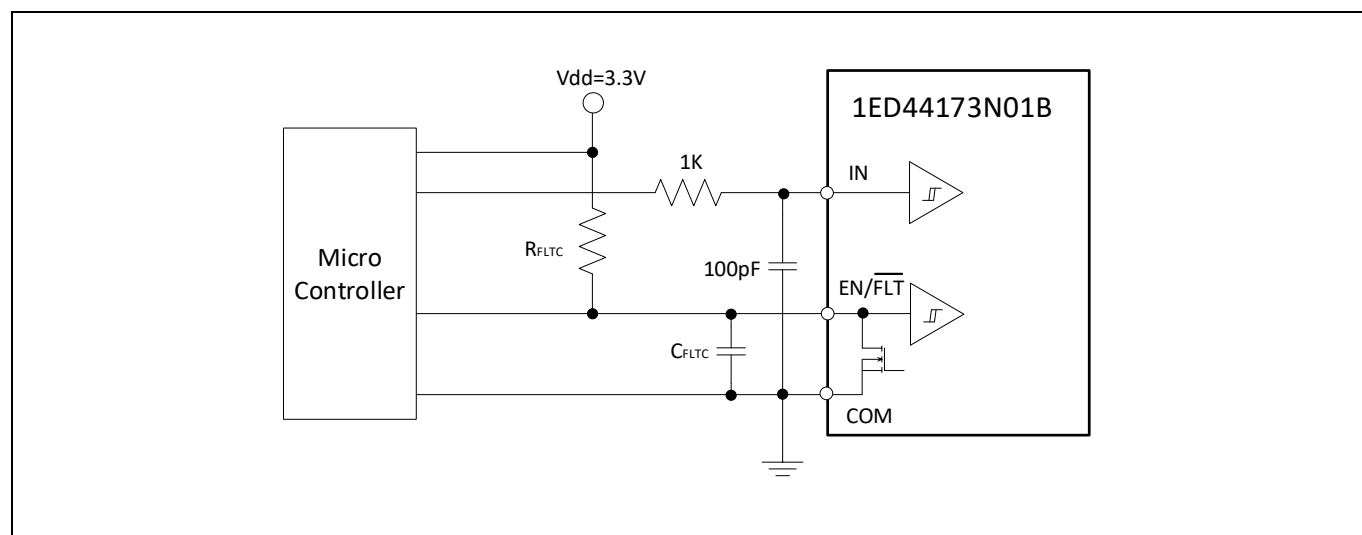 Vdd=3.3V
1ED44173N01B
1K
IN
RFLTC
Micro
Controller
100pF
EN/FLT
CFLTC
COM